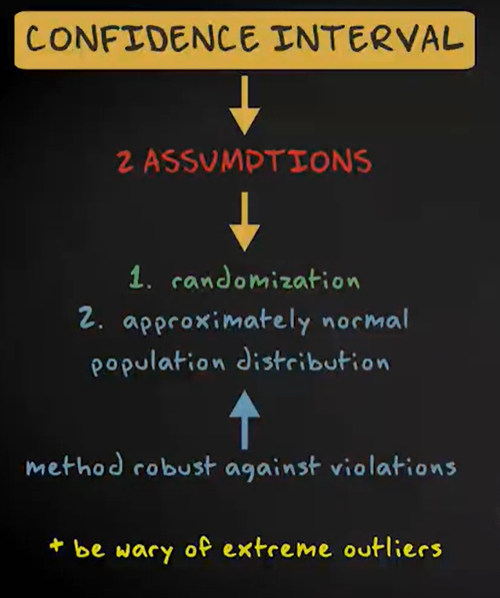 CONFIDENCE INTERVAL
2 ASSUMPTIONS
1. randomization
2. approximately normal
population distribution
method robust against violations
+ be wary of extreme outliers